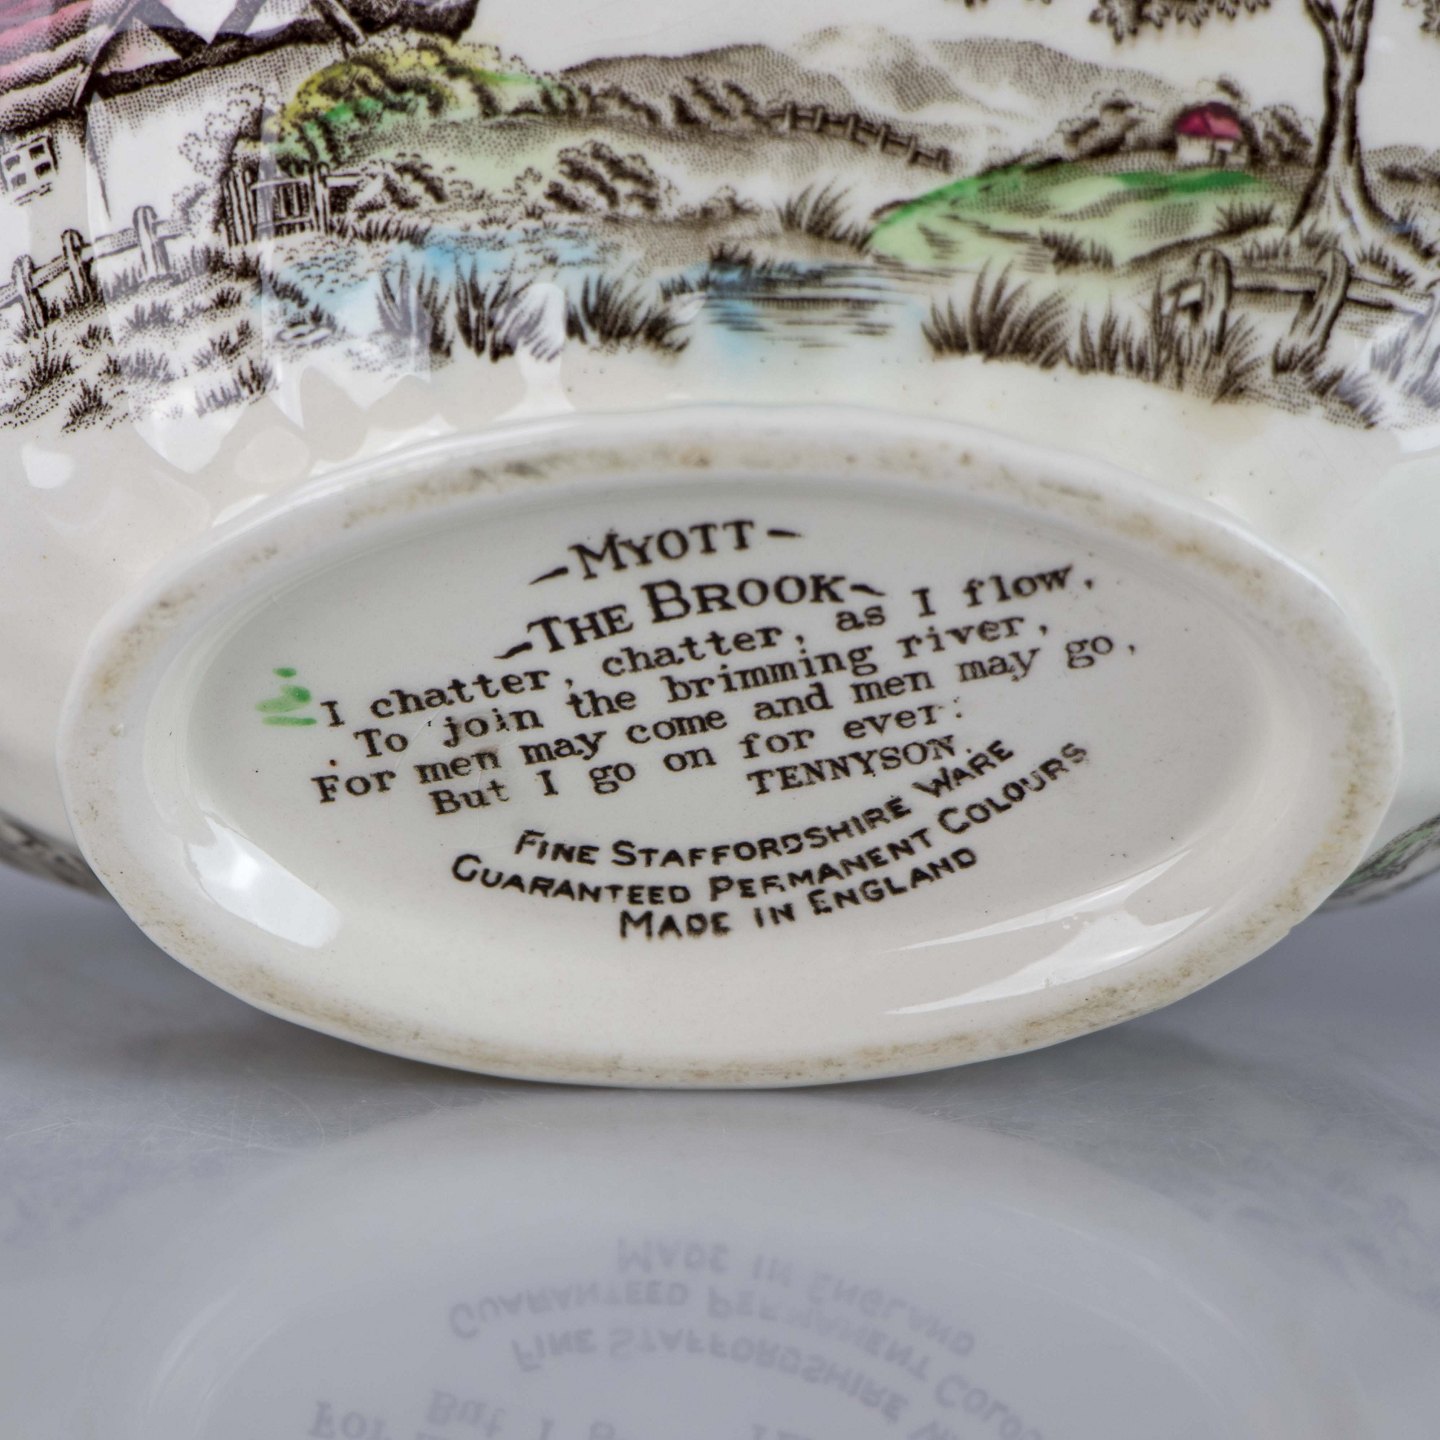 MYOTT
THE BROOK
I chatter, chatter, as I flow,
To join the brimming river,
For men may come and men may go,
But I go on for ever:
TENNYSON.
FINE STAFFORDSHIRE WARE
GUARANTEED PERMANENT COLOURS
MADE IN ENGLAND